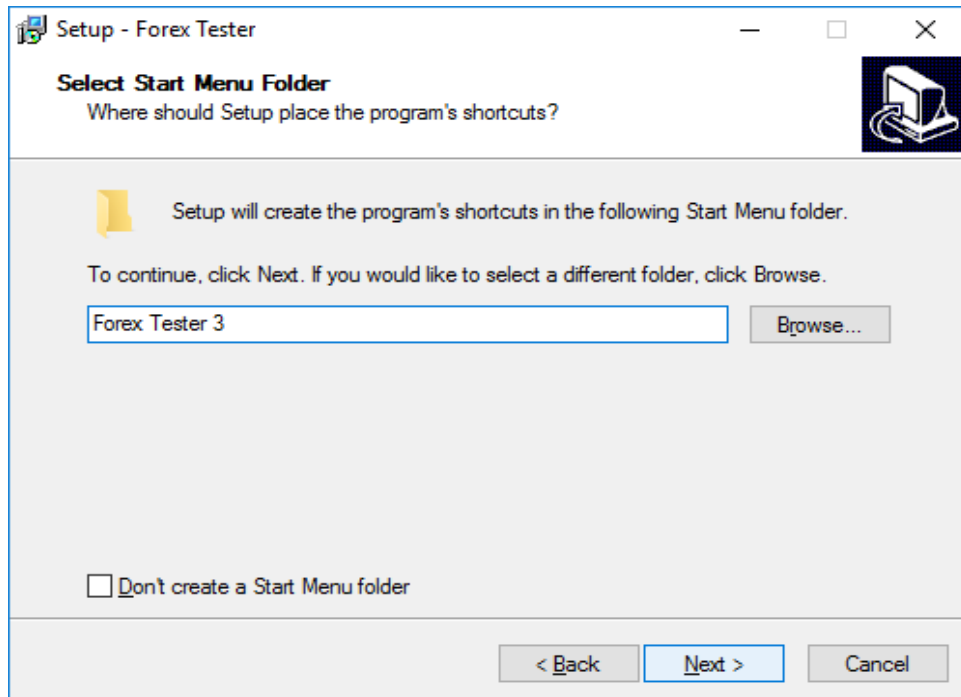 Setup - Forex Tester
Select Start Menu Folder
Where should Setup place the program's shortcuts?
Setup will create the program's shortcuts in the following Start Menu folder.
To continue, click Next. If you would like to select a different folder, click Browse.
Forex Tester 3
Browse...
Don't create a Start Menu folder
< Back
Next >
Cancel